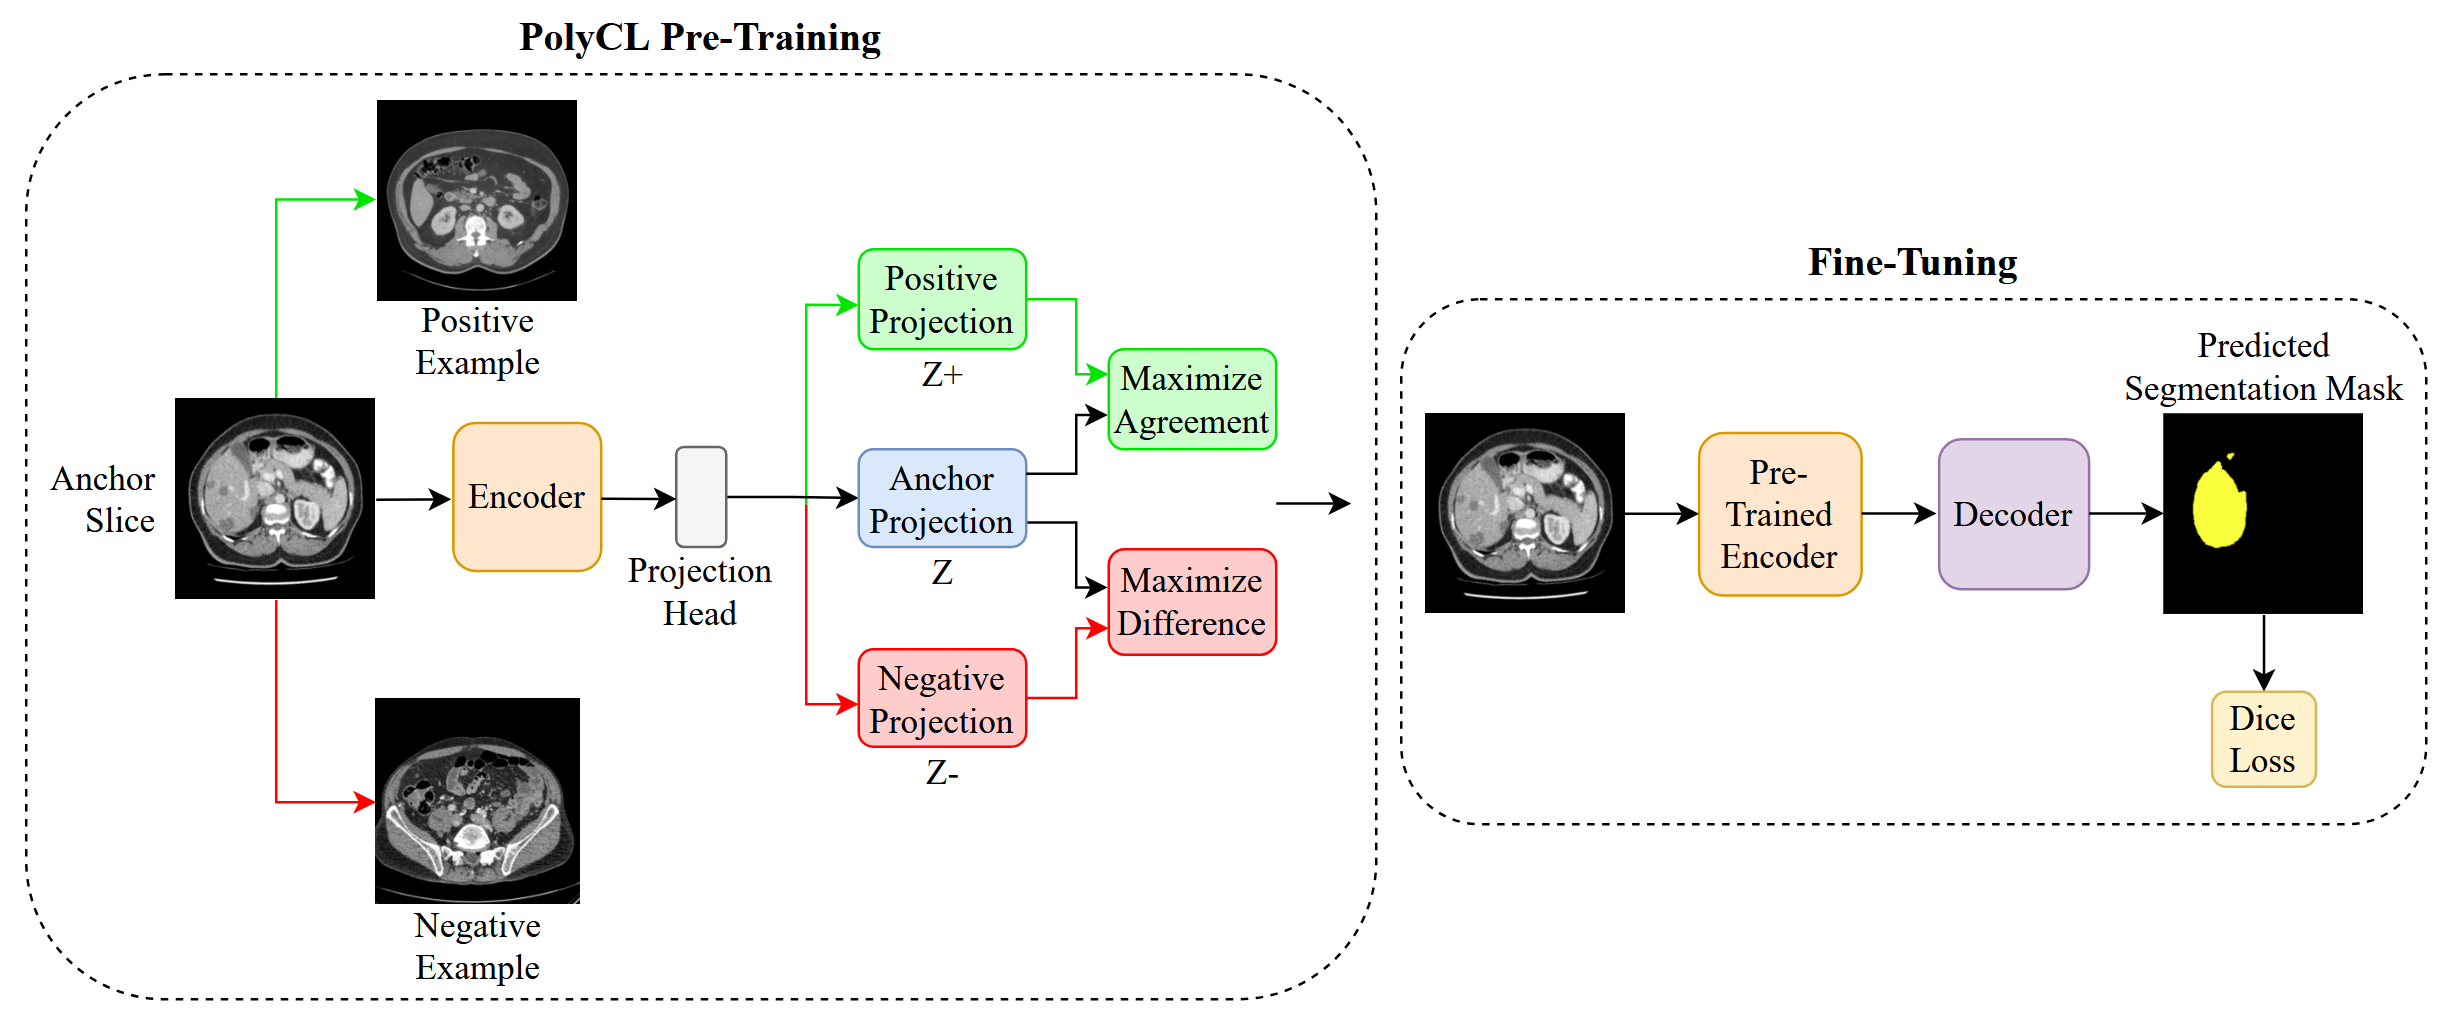 PolyCL Pre-Training
Positive
Example
Anchor
Slice
Encoder
Projection
Head
Positive
Projection
Z+
Anchor
Projection
Z
Negative
Projection
Z-
Maximize
Agreement
Maximize
Difference
Negative
Example
Fine-Tuning
Pre-
Trained
Encoder
Decoder
Predicted
Segmentation Mask
Dice
Loss